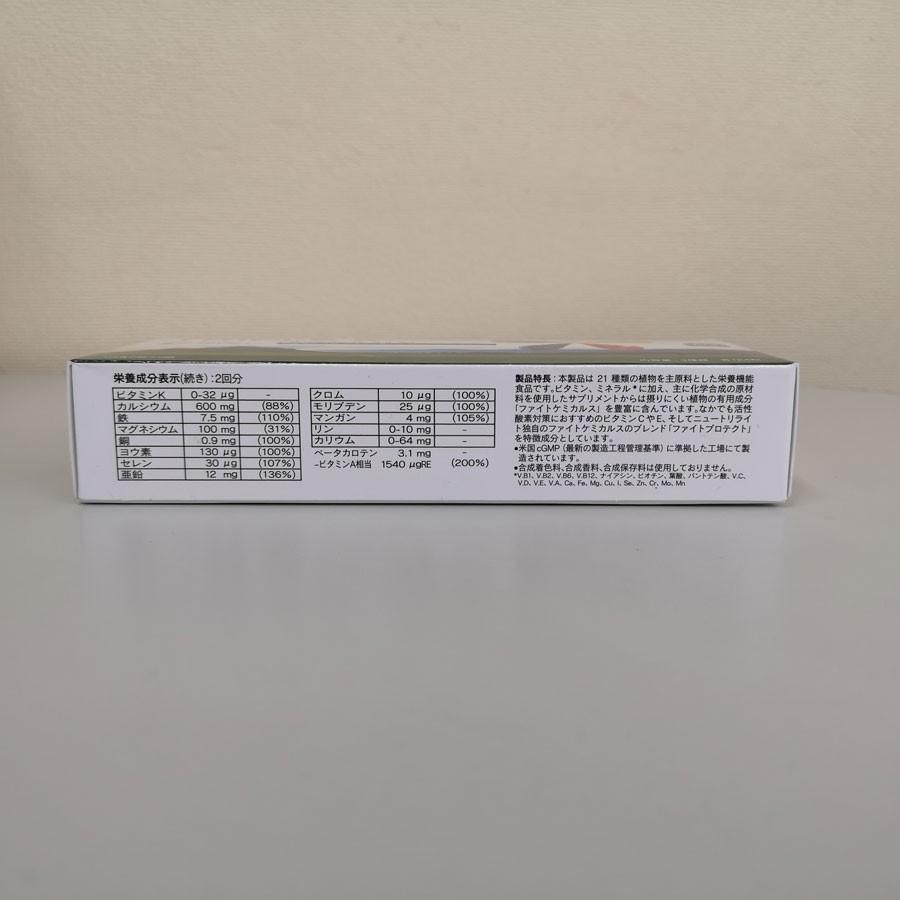 栄養成分表示(続き):2回分
ビタミンK 0-32 μg -
カルシウム 600 mg (88%)
鉄 7.5 mg (110%)
マグネシウム 100 mg (31%)
銅 0.9 mg (100%)
ヨウ素 130 μg (100%)
セレン 30 μg (107%)
亜鉛 12 mg (136%)
クロム 10 μg (100%)
モリブデン 25 μg (100%)
マンガン 4 mg (105%)
リン 0-10 mg -
カリウム 0-64 mg -
ベータカロテン 3.1 mg -
-ビタミンA相当 1540 μgRE (200%)
製品特長:本製品は 21 種類の植物を主原料とした栄養機能
食品です。ビタミン、ミネラル*に加え、主に化学合成の原材
料を使用したサプリメントからは摂りにくい植物の有用成分
「ファイトケミカルス」を豊富に含んでいます。なかでも活性
酸素対策におすすめのビタミンCやE、そしてニュートリライ
ト独自のファイトケミカルスのブレンド「ファイトプロテクト」
を特徴成分としています。
●米国cGMP(最新の製造工程管理基準)に準拠した工場にて製
造されています。
●合成着色料、合成香料、合成保存料は使用しておりません。
*V.B1、V.B2、V.B6、V.B12、ナイアシン、ビオチン、葉酸、パントテン酸、V.C、
V.D、V.E、V.A、Ca、Fe、Mg、Cu、I、Se、Zn、Cr、Mo、Mn